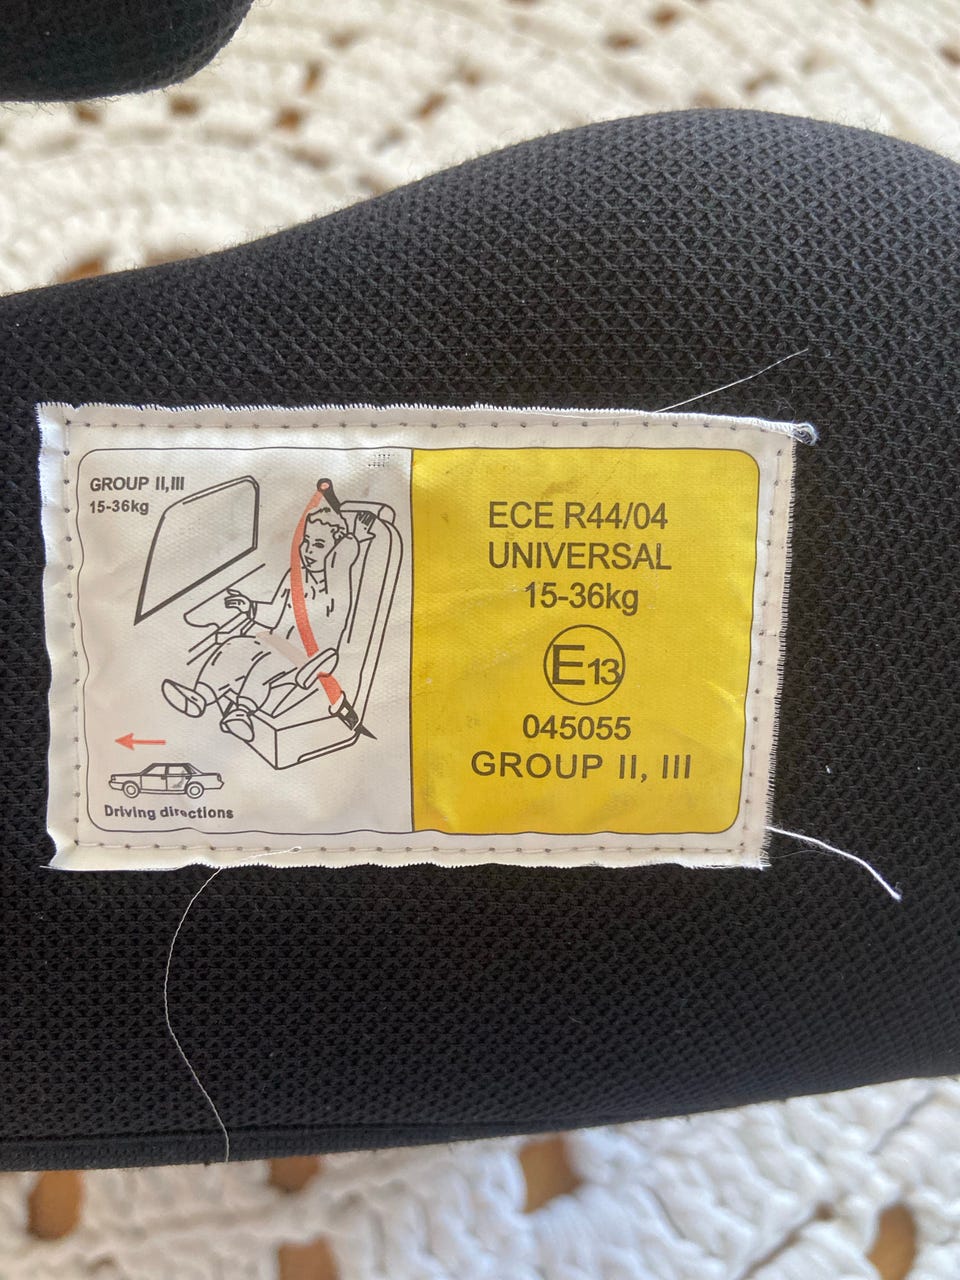 GROUP II,III
15-36kg
Driving directions
ECE R44/04
UNIVERSAL
15-36kg
E13
045055
GROUP II, III